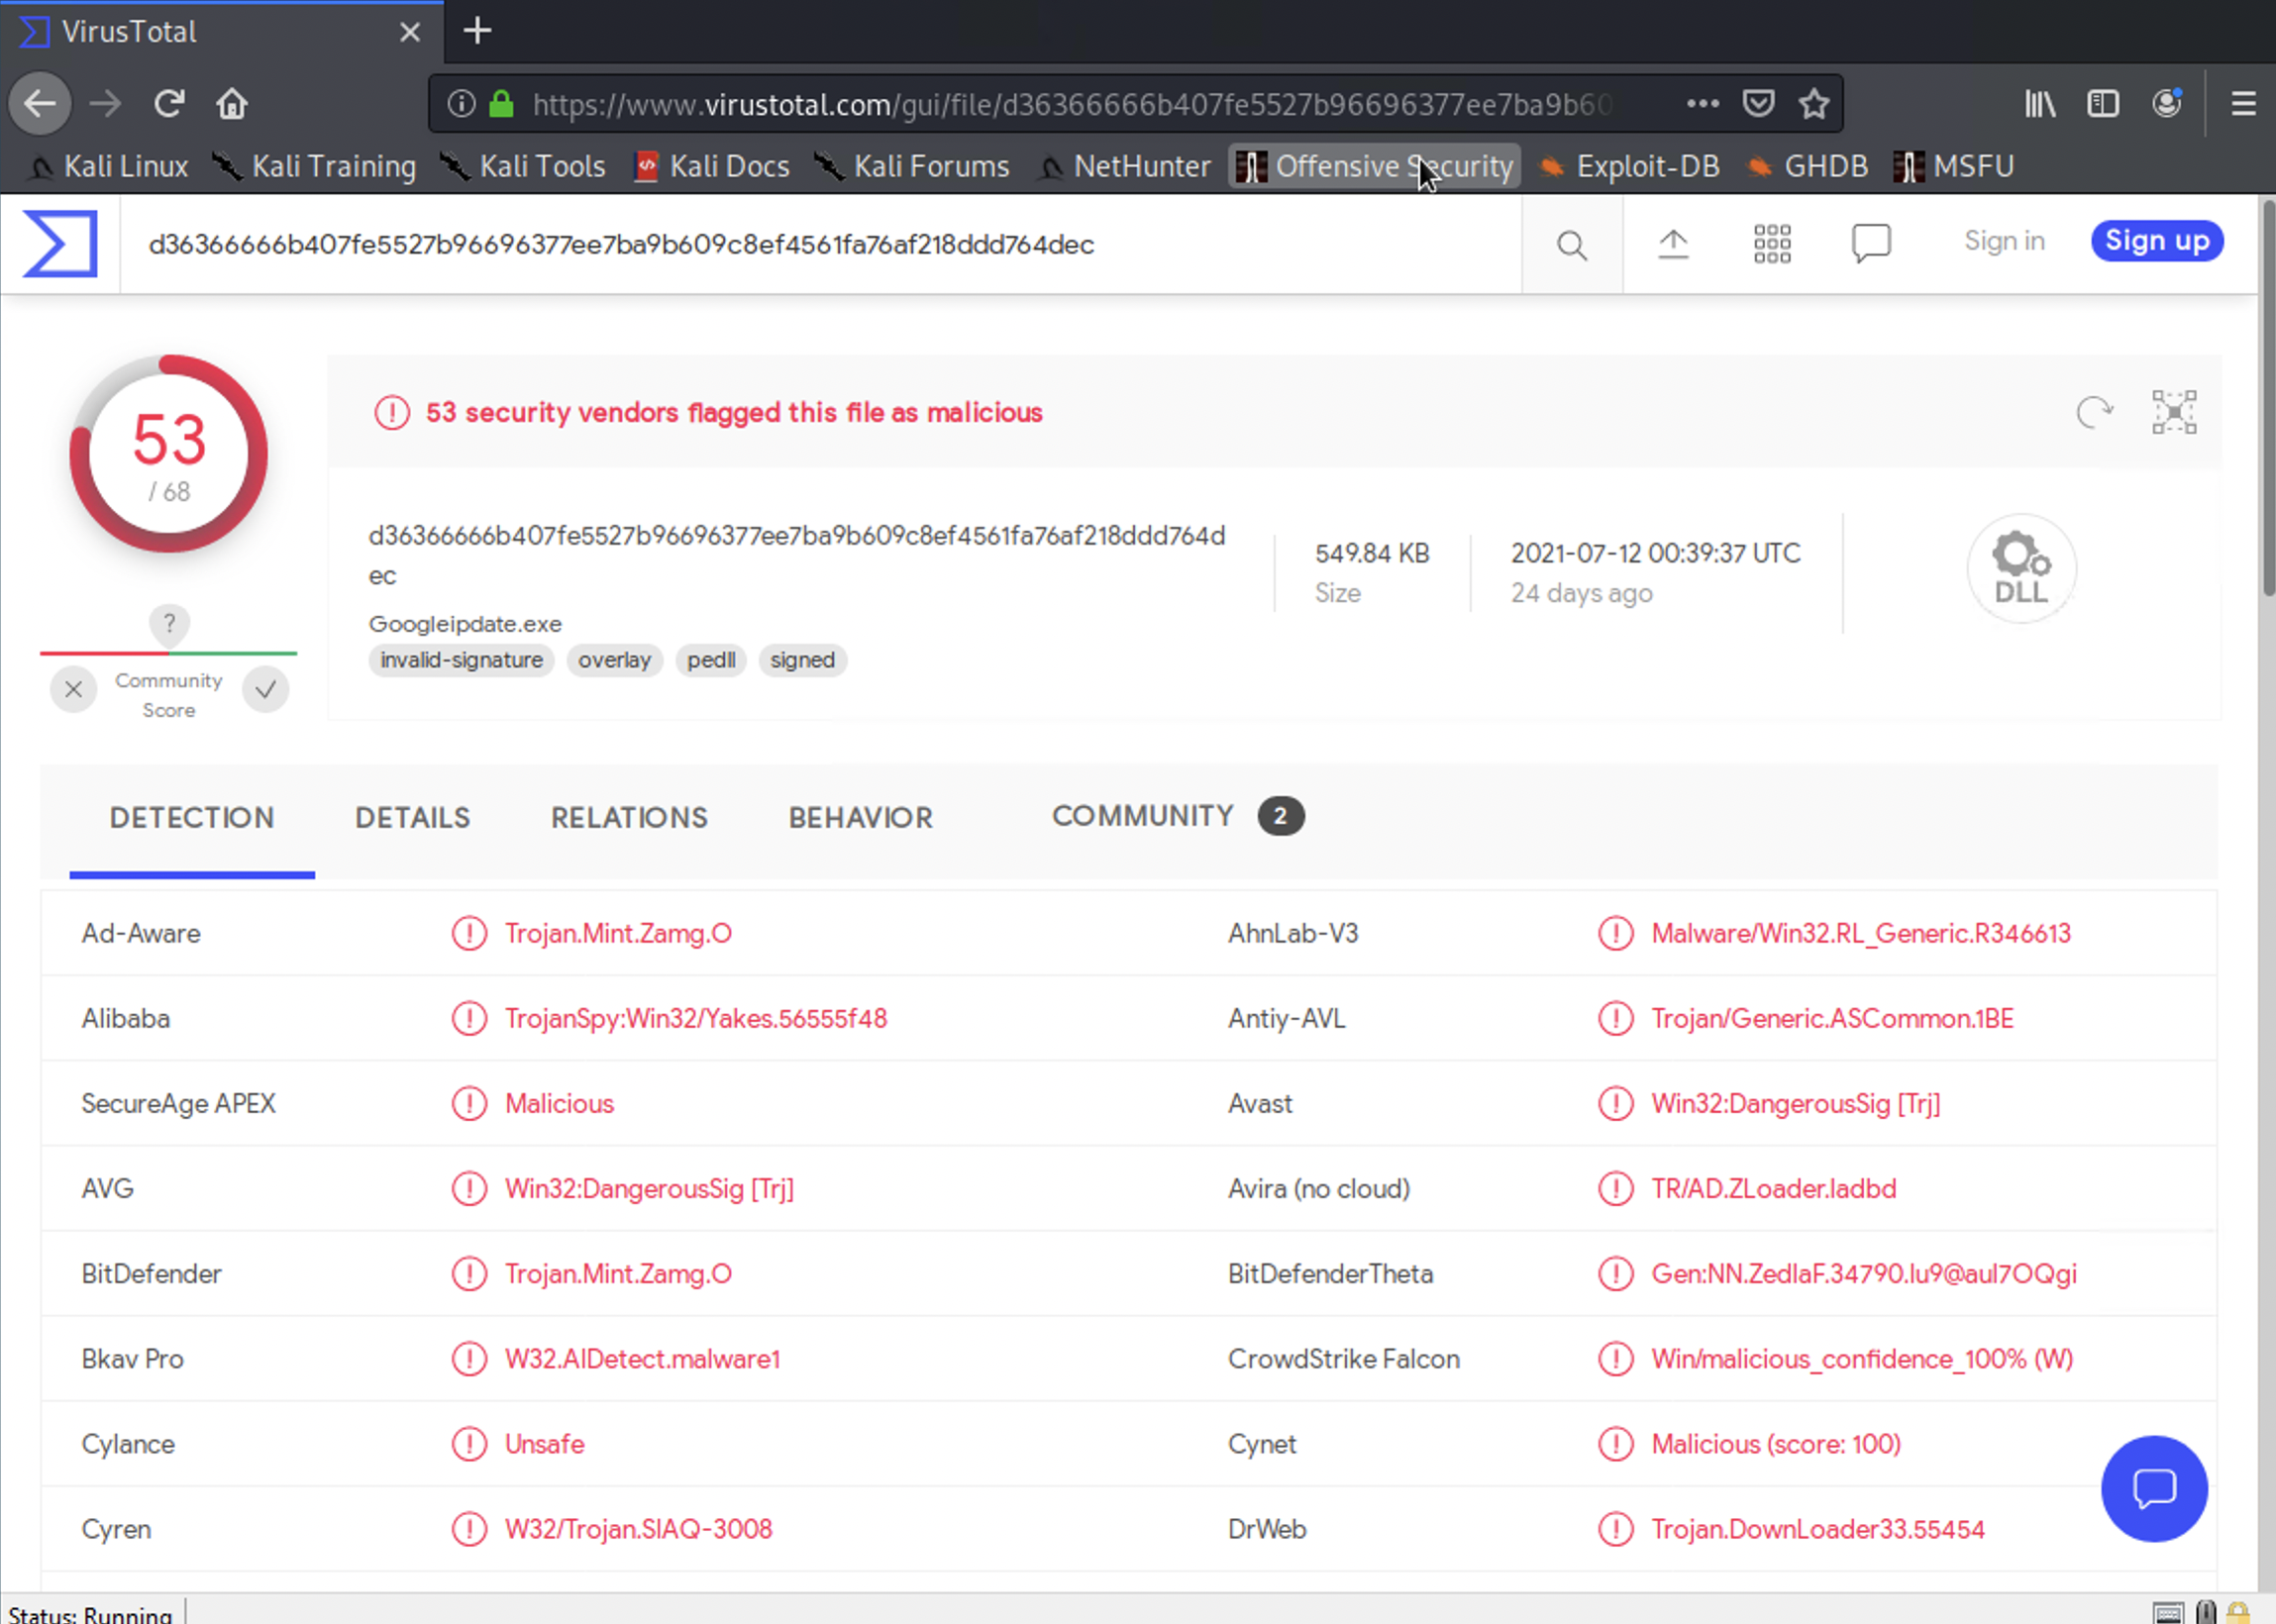 VirusTotal
https://www.virustotal.com/gui/file/d36366666b407fe5527b96696377ee7ba9b60
Kali Linux Kali Training Kali Tools Kali Docs Kali Forums NetHunter Offensive Security Exploit-DB GHDB MSFU
d36366666b407fe5527b96696377ee7ba9b609c8ef4561fa76af218ddd764dec Sign in Sign up
53
/ 68
53 security vendors flagged this file as malicious
d36366666b407fe5527b96696377ee7ba9b609c8ef4561fa76af218ddd764d
ec
Googleipdate.exe
invalid-signature overlay pedll signed
549.84 KB
Size
2021-07-12 00:39:37 UTC
24 days ago
DLL
?
Community
Score
DETECTION DETAILS RELATIONS BEHAVIOR COMMUNITY 2
Ad-Aware Trojan.Mint.Zamg.O AhnLab-V3 Malware/Win32.RL_Generic.R346613
Alibaba TrojanSpy:Win32/Yakes.56555f48 Antiy-AVL Trojan/Generic.ASCommon.1BE
SecureAge APEX Malicious Avast Win32:DangerousSig [Trj]
AVG Win32:DangerousSig [Trj] Avira (no cloud) TR/AD.ZLoader.ladbd
BitDefender Trojan.Mint.Zamg.O BitDefenderTheta Gen:NN.ZedlaF.34790.lu9@aul7OQgi
Bkav Pro W32.AIDetect.malware1 CrowdStrike Falcon Win/malicious_confidence_100% (W)
Cylance Unsafe Cynet Malicious (score: 100)
Cyren W32/Trojan.SIAQ-3008 DrWeb Trojan.DownLoader33.55454
Status: Running